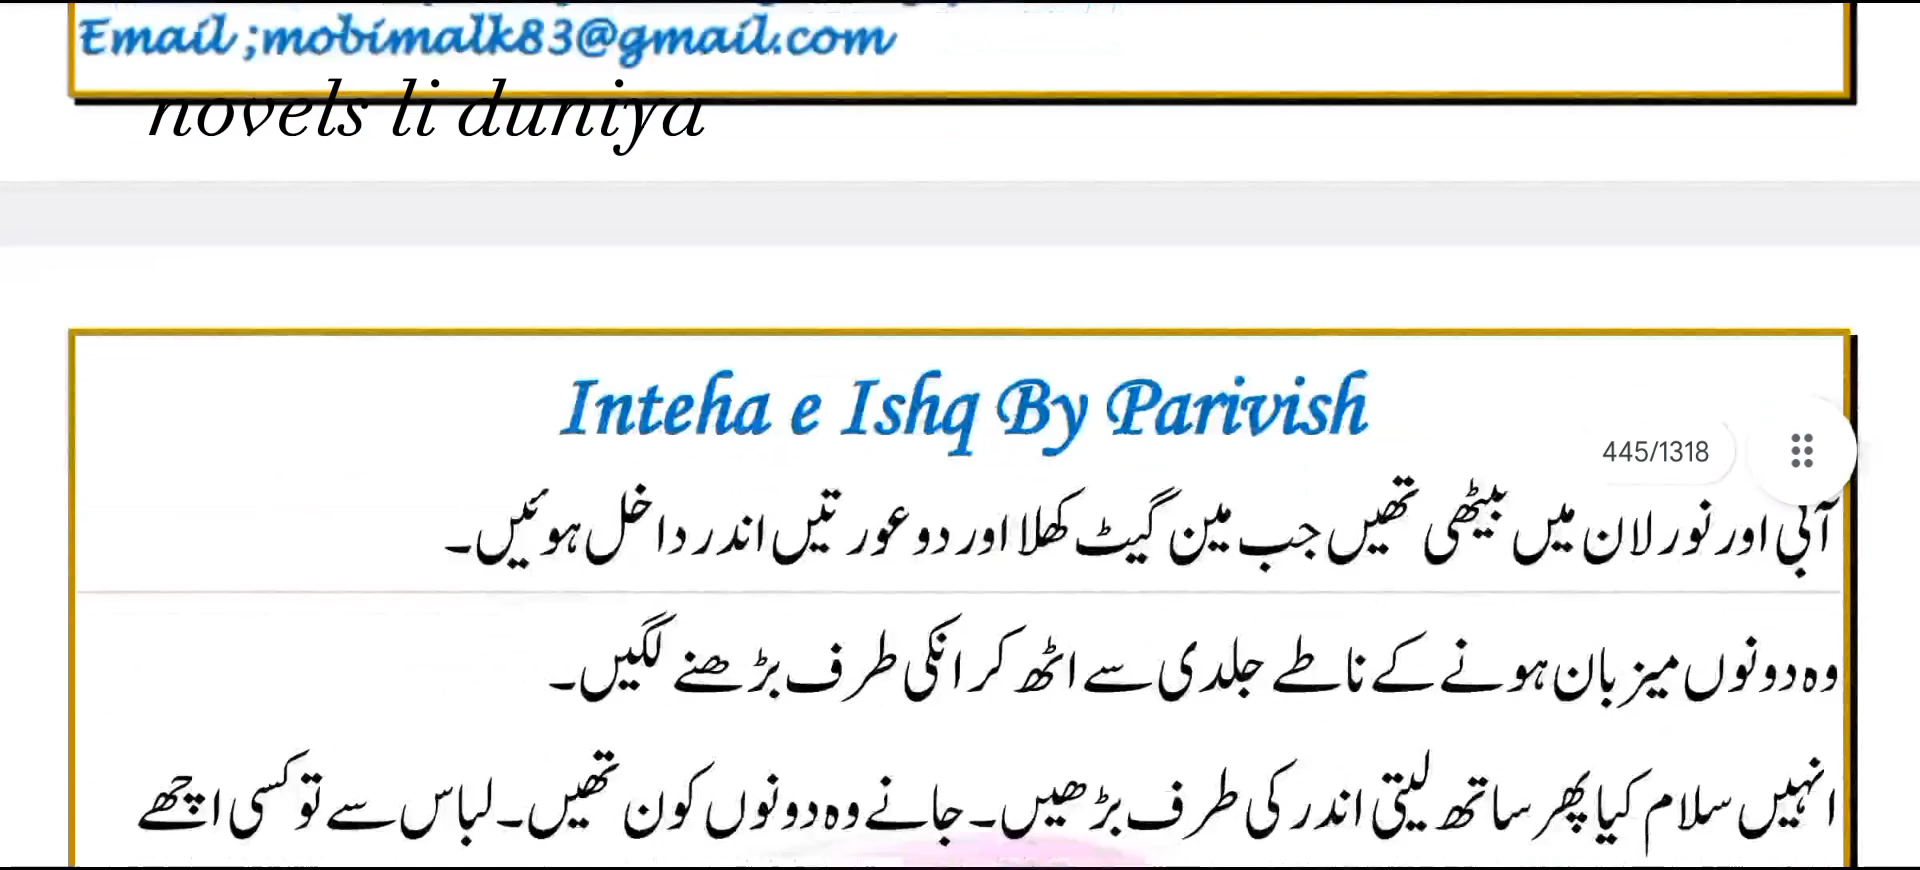 Email ;mobimalk83@gmail.com
novels li duniya
Inteha e Ishq By Parivish
445/1318
آبی اور نور لان میں بیٹھی تھیں جب مین گیٹ کھلا اور دو عورتیں اندر داخل ہوئیں۔
وہ دونوں میزبان ہونے کے ناطے جلدی سے اٹھ کر انکی طرف بڑھنے لگیں۔
انہیں سلام کیا پھر ساتھ لیتی اندر کی طرف بڑھیں۔ جانے وہ دونوں کون تھیں۔ لباس سے تو کسی اچھے